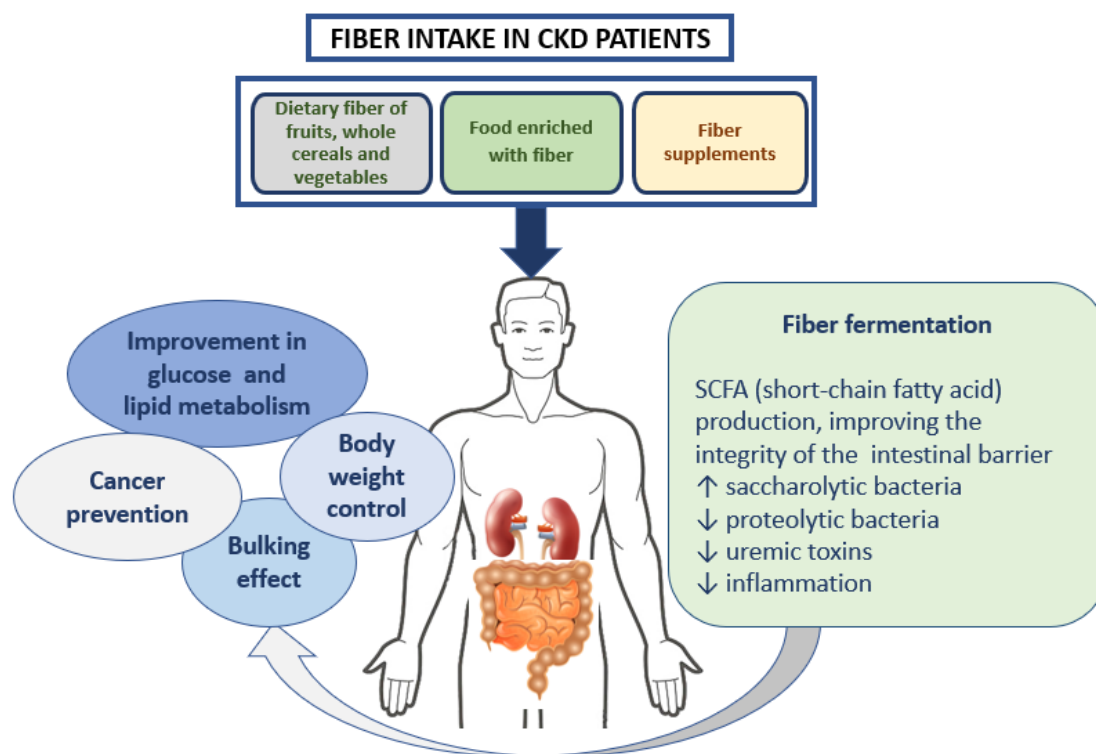 FIBER INTAKE IN CKD PATIENTS
Dietary fiber of
fruits, whole
cereals and
vegetables
Food enriched
with fiber
Fiber
supplements
Improvement in
glucose and
lipid metabolism
Body
weight
control
Cancer
prevention
Bulking
effect
Fiber fermentation
SCFA (short-chain fatty acid)
production, improving the
integrity of the intestinal barrier
↑ saccharolytic bacteria
↓ proteolytic bacteria
↓ uremic toxins
↓ inflammation